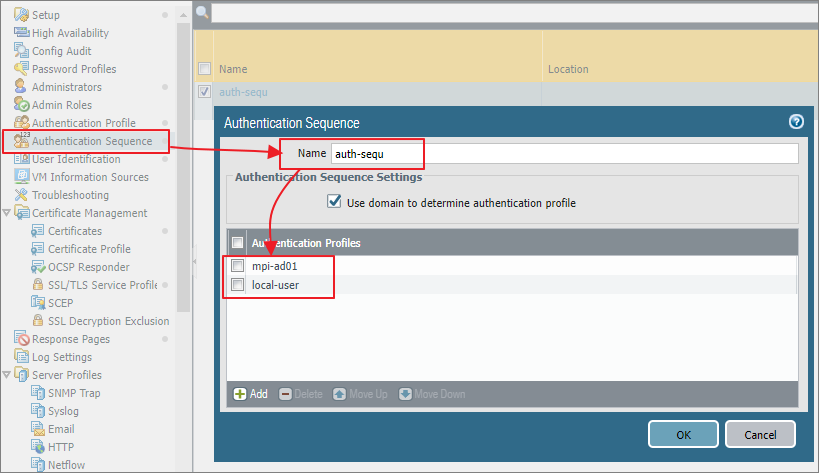 Setup
High Availability
Config Audit
Password Profiles
Administrators
Admin Roles
Authentication Profile
123
Authentication Sequence
User Identification
VM Information Sources
Troubleshooting
Certificate Management
Certificates
Certificate Profile
OCSP Responder
SSL/TLS Service Profile
SCEP
SSL Decryption Exclusion
Response Pages
Log Settings
Server Profiles
SNMP Trap
Syslog
Email
HTTP
Netflow
Name Location
auth-sequ
Authentication Sequence ?
Name auth-sequ
Authentication Sequence Settings
Use domain to determine authentication profile
Authentication Profiles
mpi-ad01
local-user
Add Delete Move Up Move Down
OK Cancel